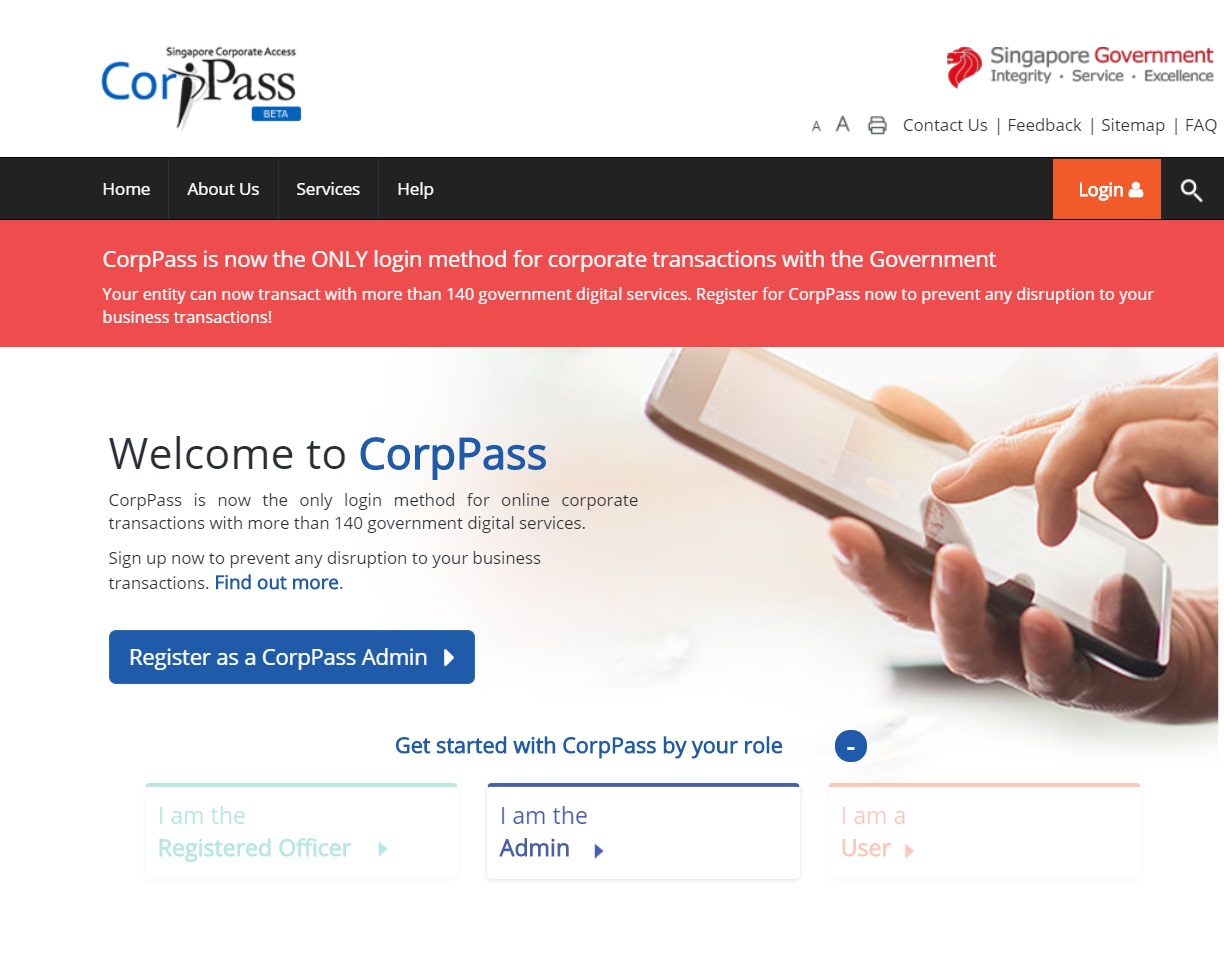 Singapore Corporate Access
CorpPass
BETA
Singapore Government
Integrity · Service · Excellence
A A Contact Us | Feedback | Sitemap | FAQ
Home About Us Services Help Login
CorpPass is now the ONLY login method for corporate transactions with the Government
Your entity can now transact with more than 140 government digital services. Register for CorpPass now to prevent any disruption to your
business transactions!
Welcome to CorpPass
CorpPass is now the only login method for online corporate
transactions with more than 140 government digital services.
Sign up now to prevent any disruption to your business
transactions. Find out more.
Register as a CorpPass Admin
Get started with CorpPass by your role -
I am the
Registered Officer
I am the
Admin
I am a
User